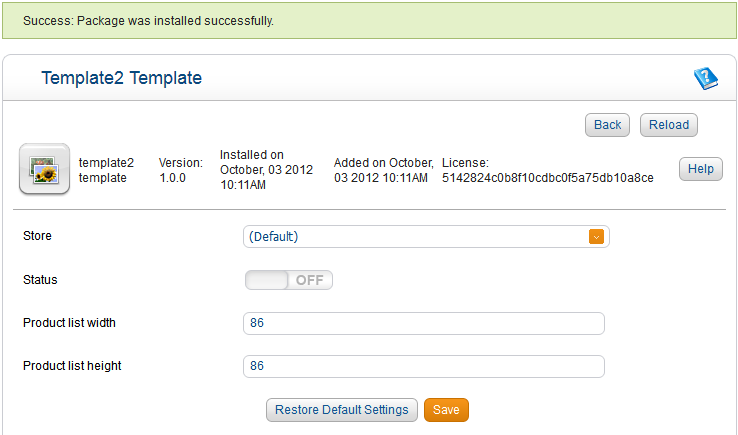 Success: Package was installed successfully.
Template2 Template
?
Back
Reload
template2
template
Version:
1.0.0
Installed on
October, 03 2012
10:11AM
Added on October,
03 2012 10:11AM
License:
5142824c0b8f10cdbc0f5a75db10a8ce
Help
Store
(Default)
Status
OFF
Product list width
86
Product list height
86
Restore Default Settings
Save